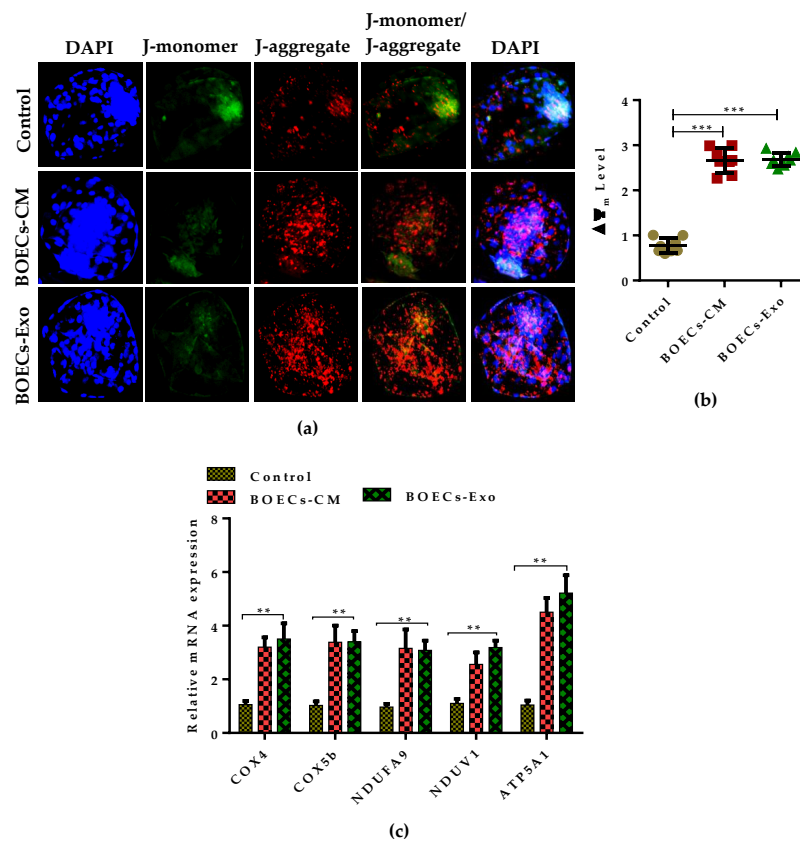 DAPI J-monomer J-aggregate J-monomer/ J-aggregate DAPI
Control
BOECs-CM
BOECs-Exo
(a)
▲Ψm Level
4
3
2
1
0
***
***
Control BOECs-CM BOECs-Exo
(b)
Control
BOECs-CM BOECs-Exo
Relative mRNA expression
8
6
4
2
0
** ** ** ** **
COX4 COX5b NDUFA9 NDUV1 ATP5A1
(c)